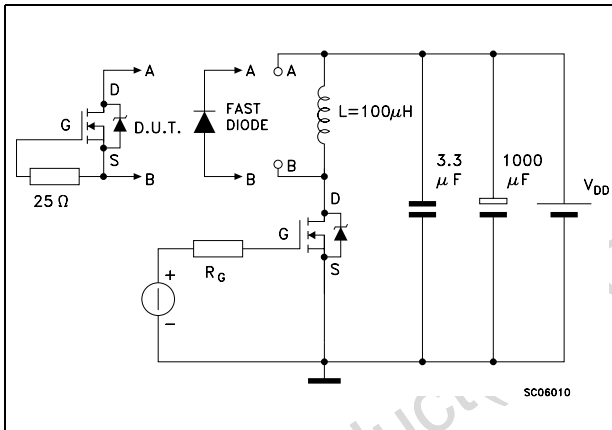 A
A
A
D
G
D.U.T.
FAST
DIODE
L=100μH
S
B
B
B
25 Ω
3.3
μF
1000
μF
VDD
D
G
S
RG
+
−
SC06010